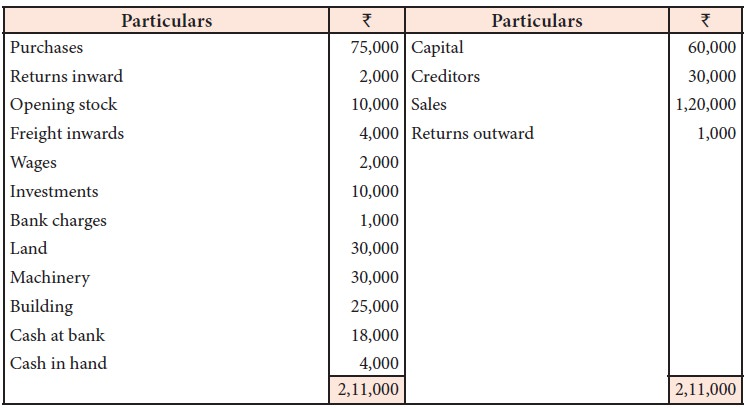 Particulars ₹ Particulars ₹
Purchases 75,000 Capital 60,000
Returns inward 2,000 Creditors 30,000
Opening stock 10,000 Sales 1,20,000
Freight inwards 4,000 Returns outward 1,000
Wages 2,000
Investments 10,000
Bank charges 1,000
Land 30,000
Machinery 30,000
Building 25,000
Cash at bank 18,000
Cash in hand 4,000
2,11,000 2,11,000